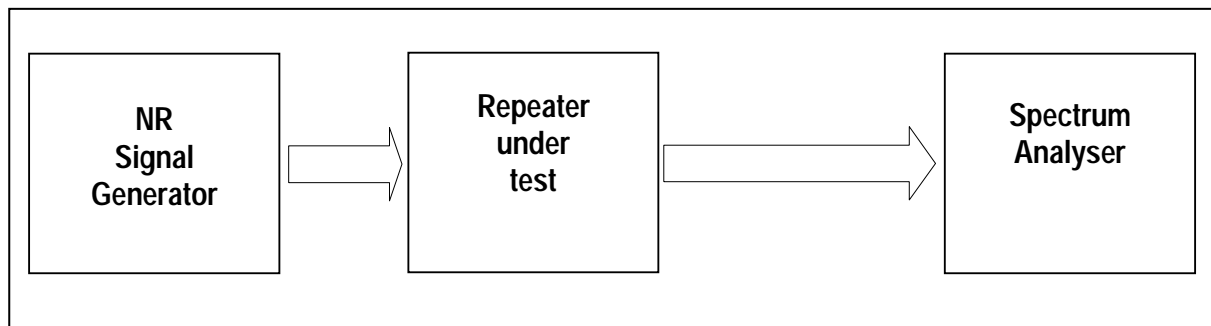 NR
Signal
Generator
Repeater
under
test
Spectrum
Analyser